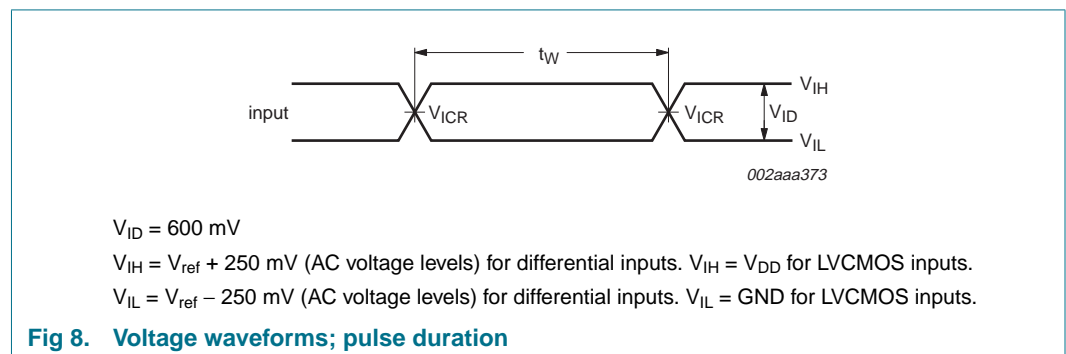 tW
VIH
input
VICR
VICR
VID
VIL
002aaa373
VID = 600 mV
VIH = Vref + 250 mV (AC voltage levels) for differential inputs. VIH = VDD for LVCMOS inputs.
VIL = Vref − 250 mV (AC voltage levels) for differential inputs. VIL = GND for LVCMOS inputs.
Fig 8. Voltage waveforms; pulse duration